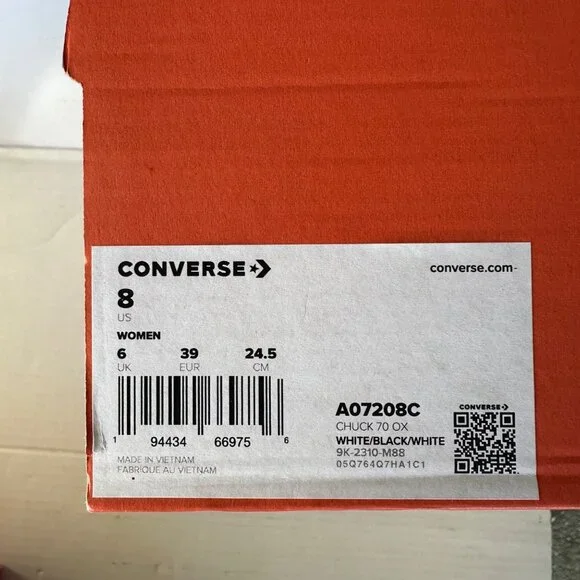 CONVERSE
converse.com
8
US
WOMEN
6 39 24.5
UK EUR CM
1 94434 66975 6
MADE IN VIETNAM
FABRIQUE AU VIETNAM
A07208C
CHUCK 70 OX
WHITE/BLACK/WHITE
9K-2310-M88
05Q764Q7HA1C1
CONVERSE